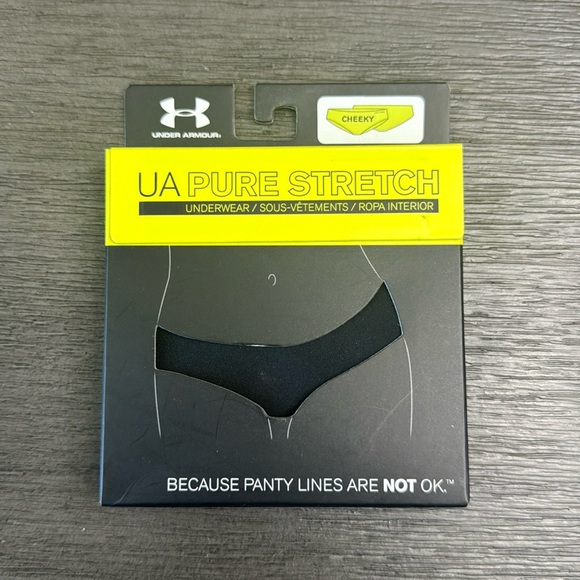 UNDER ARMOUR
CHEEKY
UA PURE STRETCH
UNDERWEAR / SOUS-VÊTEMENTS / ROPA INTERIOR
BECAUSE PANTY LINES ARE NOT OK.™